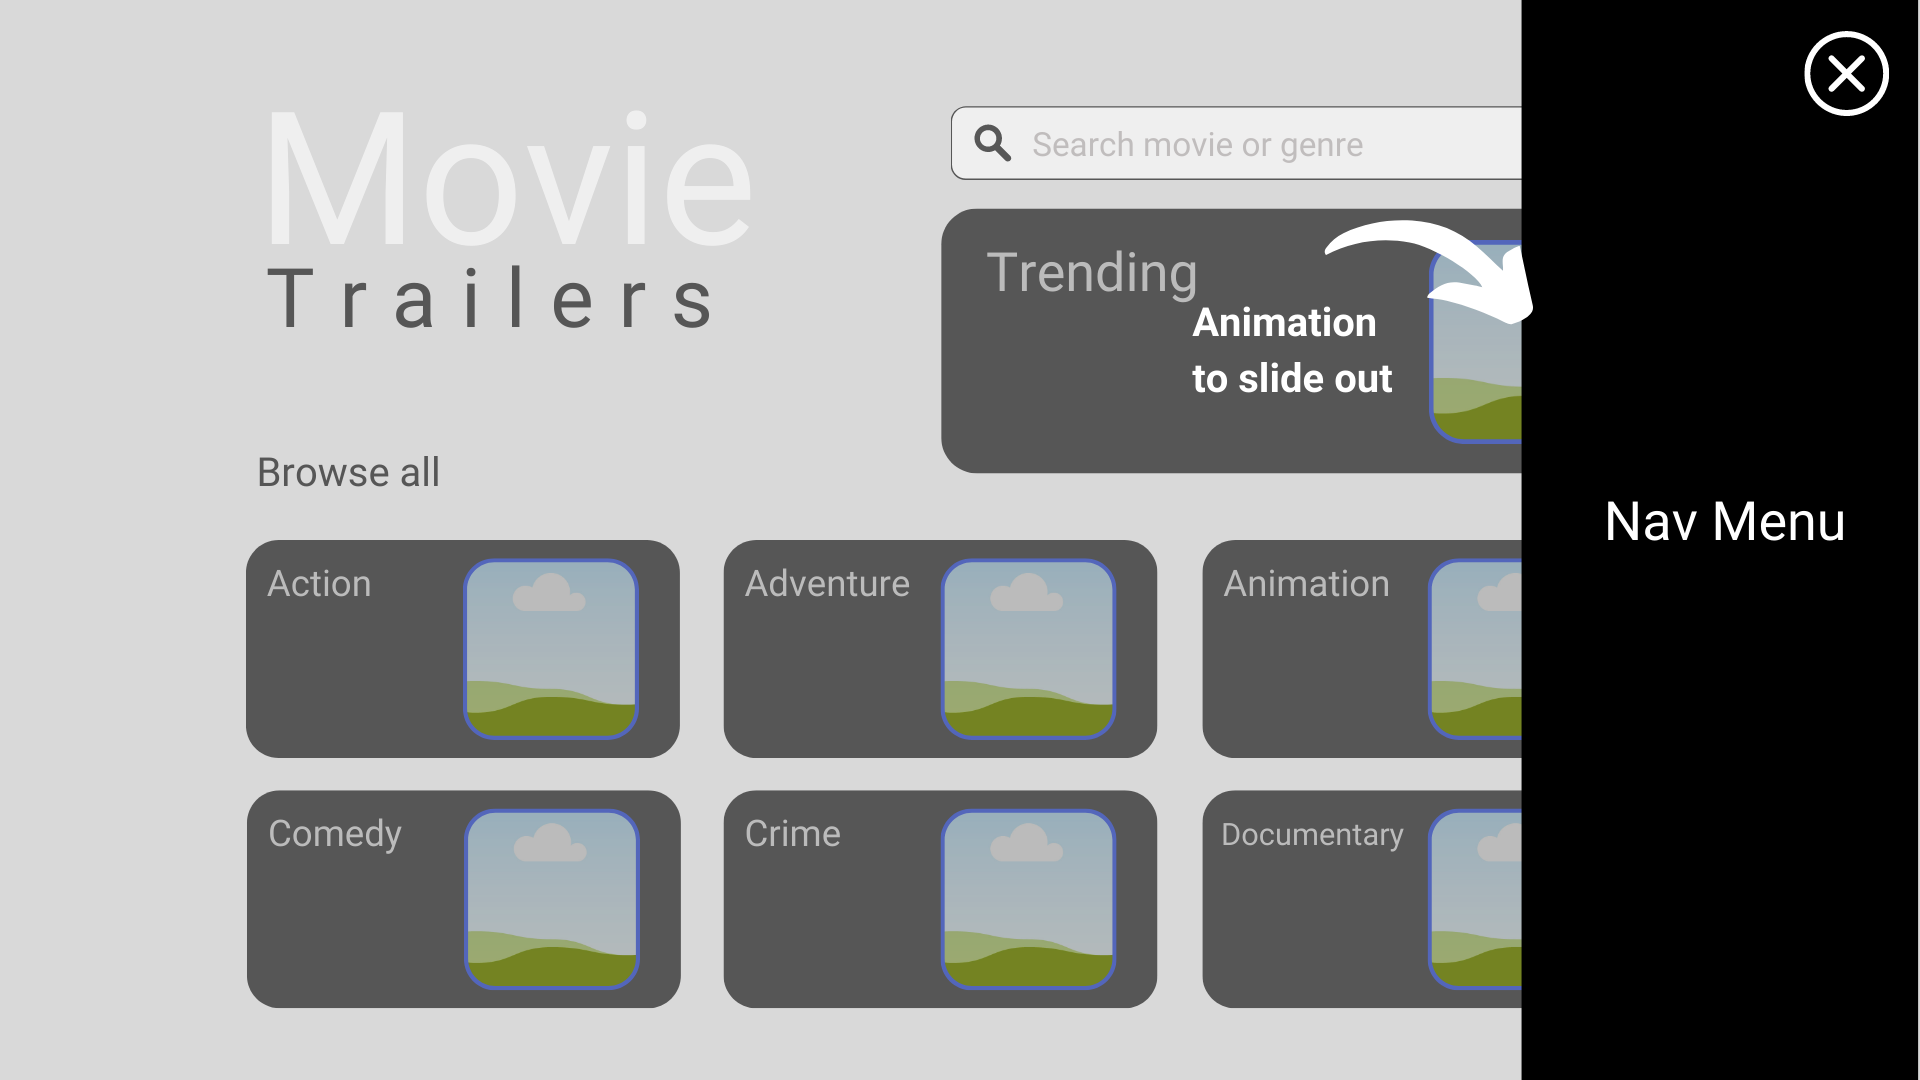 Movie
Trailers
Search movie or genre
Trending
Animation
to slide out
Nav Menu
Browse all
Action
Adventure
Animation
Comedy
Crime
Documentary